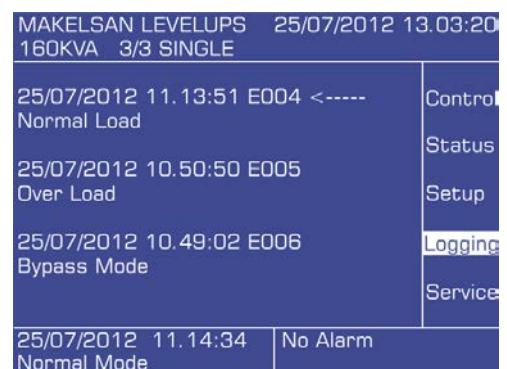 MAKELSAN LEVELUPS 25/07/2012 13.03:20
160KVA 3/3 SINGLE
25/07/2012 11.13:51 E004 <-----
Normal Load
25/07/2012 10.50:50 E005
Over Load
25/07/2012 10.49:02 E006
Bypass Mode
Control
Status
Setup
Logging
Service
25/07/2012 11.14:34
Normal Mode
No Alarm